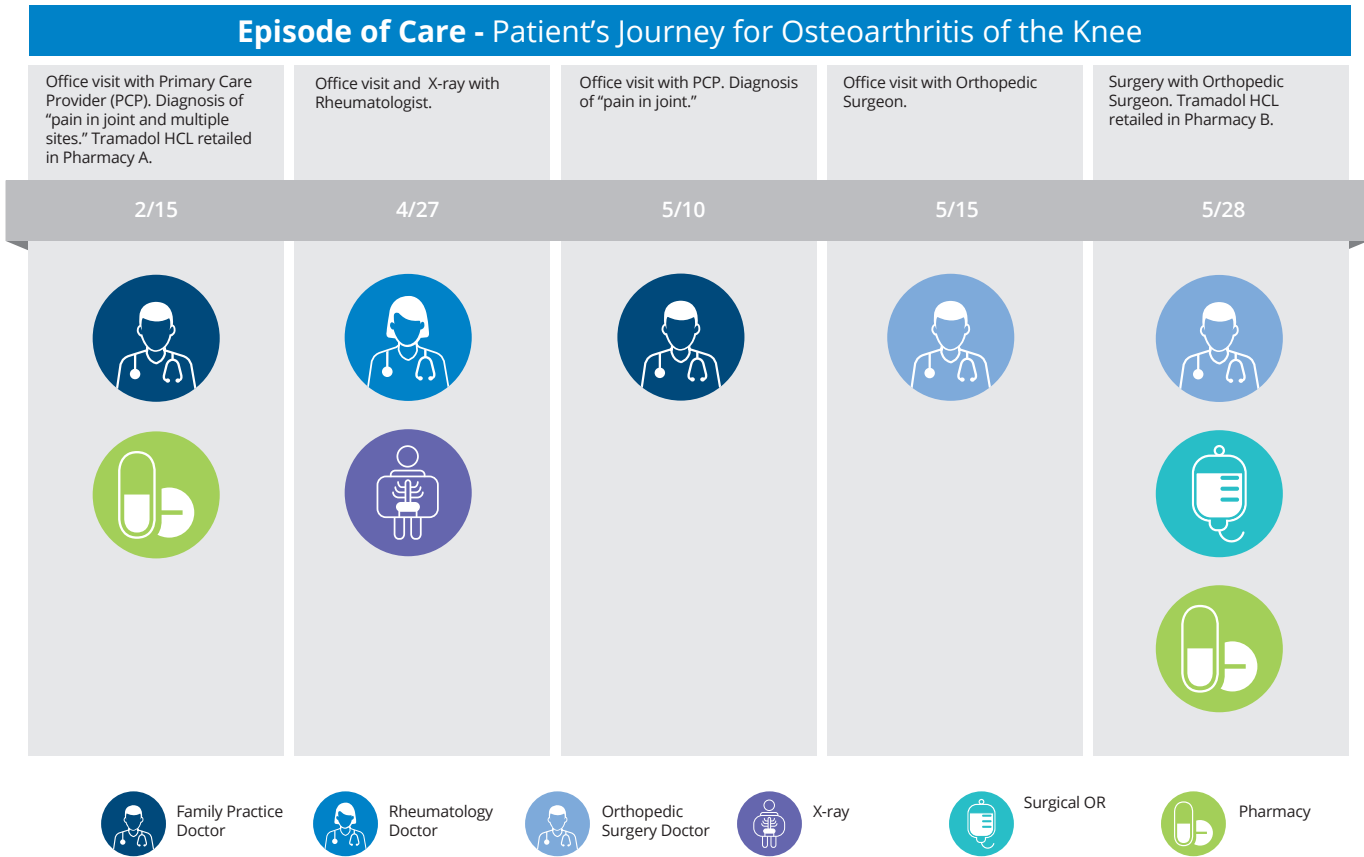 Episode of Care - Patient's Journey for Osteoarthritis of the Knee
Office visit with Primary Care
Provider (PCP). Diagnosis of
“pain in joint and multiple
sites.” Tramadol HCL retailed
in Pharmacy A.
Office visit and X-ray with
Rheumatologist.
Office visit with PCP. Diagnosis
of “pain in joint.”
Office visit with Orthopedic
Surgeon.
Surgery with Orthopedic
Surgeon. Tramadol HCL
retailed in Pharmacy B.
2/15
4/27
5/10
5/15
5/28
Family Practice
Doctor
Rheumatology
Doctor
Orthopedic
Surgery Doctor
X-ray
Surgical OR
Pharmacy